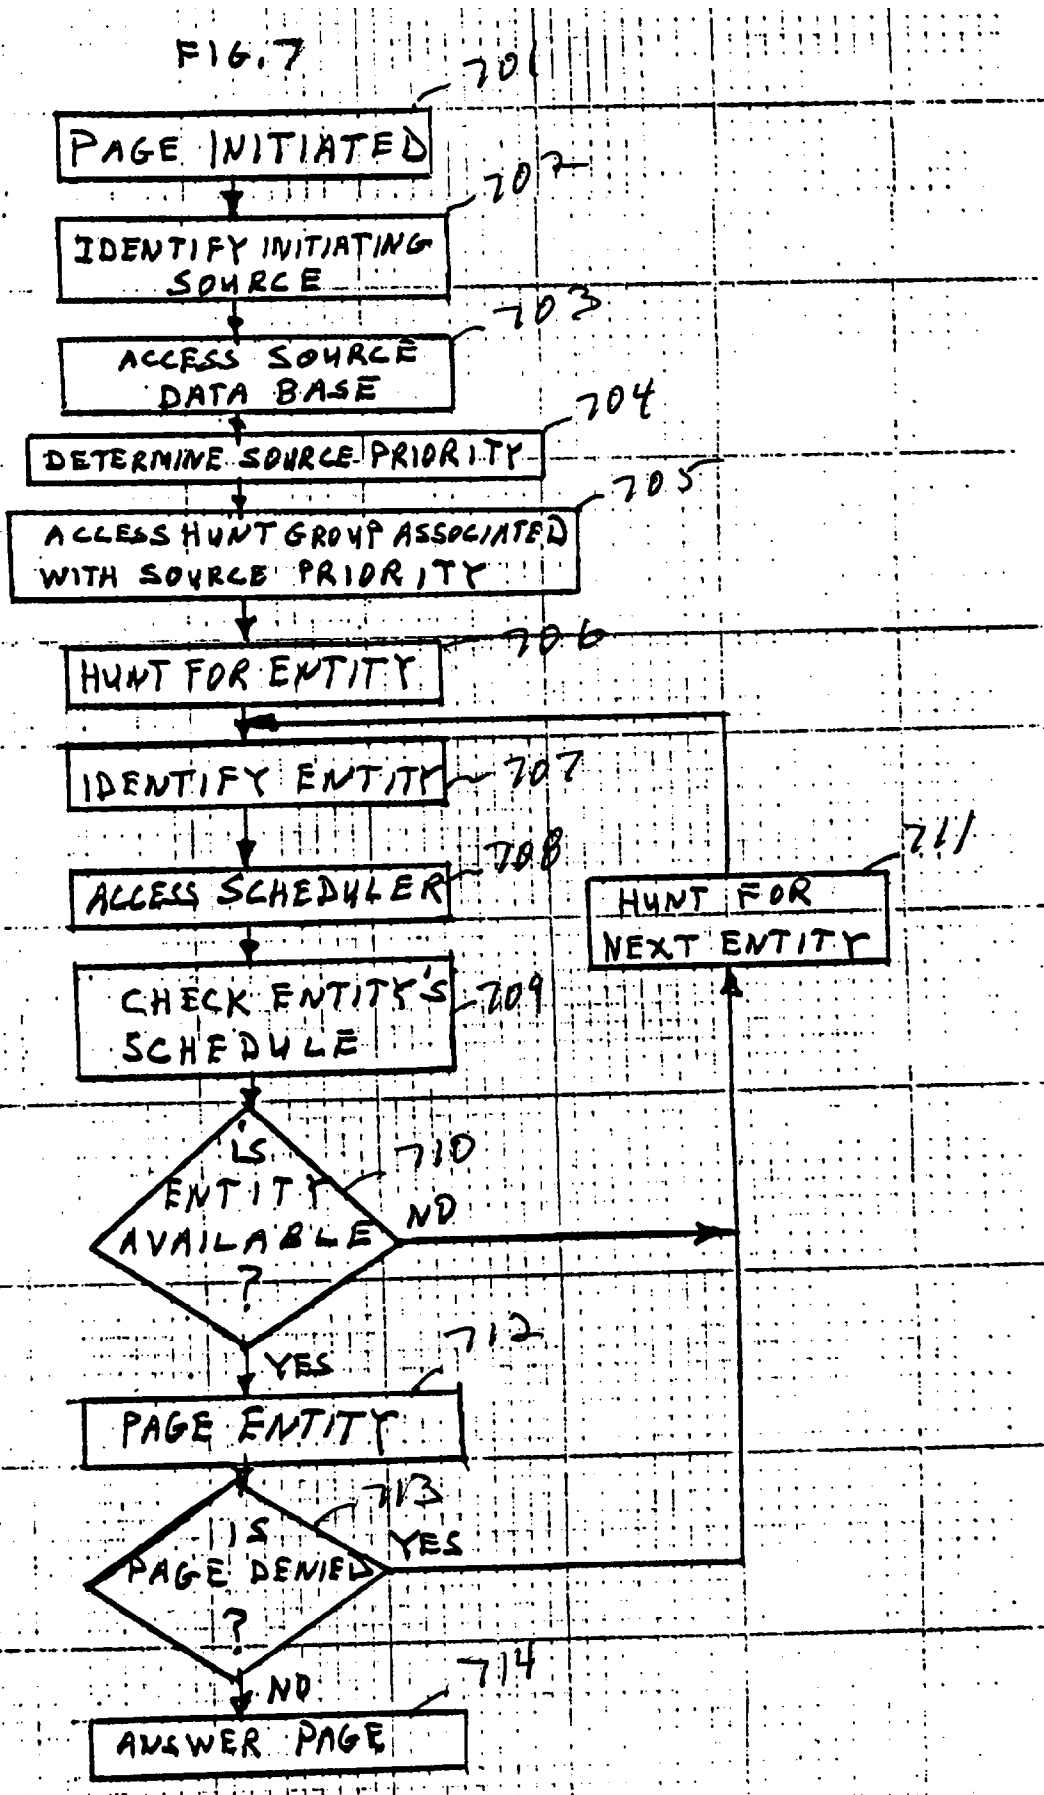 FIG. 7
701
PAGE INITIATED
702
IDENTIFY INITIATING
SOURCE
703
ACCESS SOURCE
DATA BASE
704
DETERMINE SOURCE PRIORITY
705
ACCESS HUNT GROUP ASSOCIATED
WITH SOURCE PRIORITY
706
HUNT FOR ENTITY
IDENTIFY ENTITY
707
708
ACCESS SCHEDULER
711
HUNT FOR
NEXT ENTITY
CHECK ENTITY'S
SCHEDULE
709
IS
ENTITY
AVAILABLE
?
710
NO
YES
712
PAGE ENTITY
713
IS
PAGE DENIED
?
YES
NO
714
ANSWER PAGE